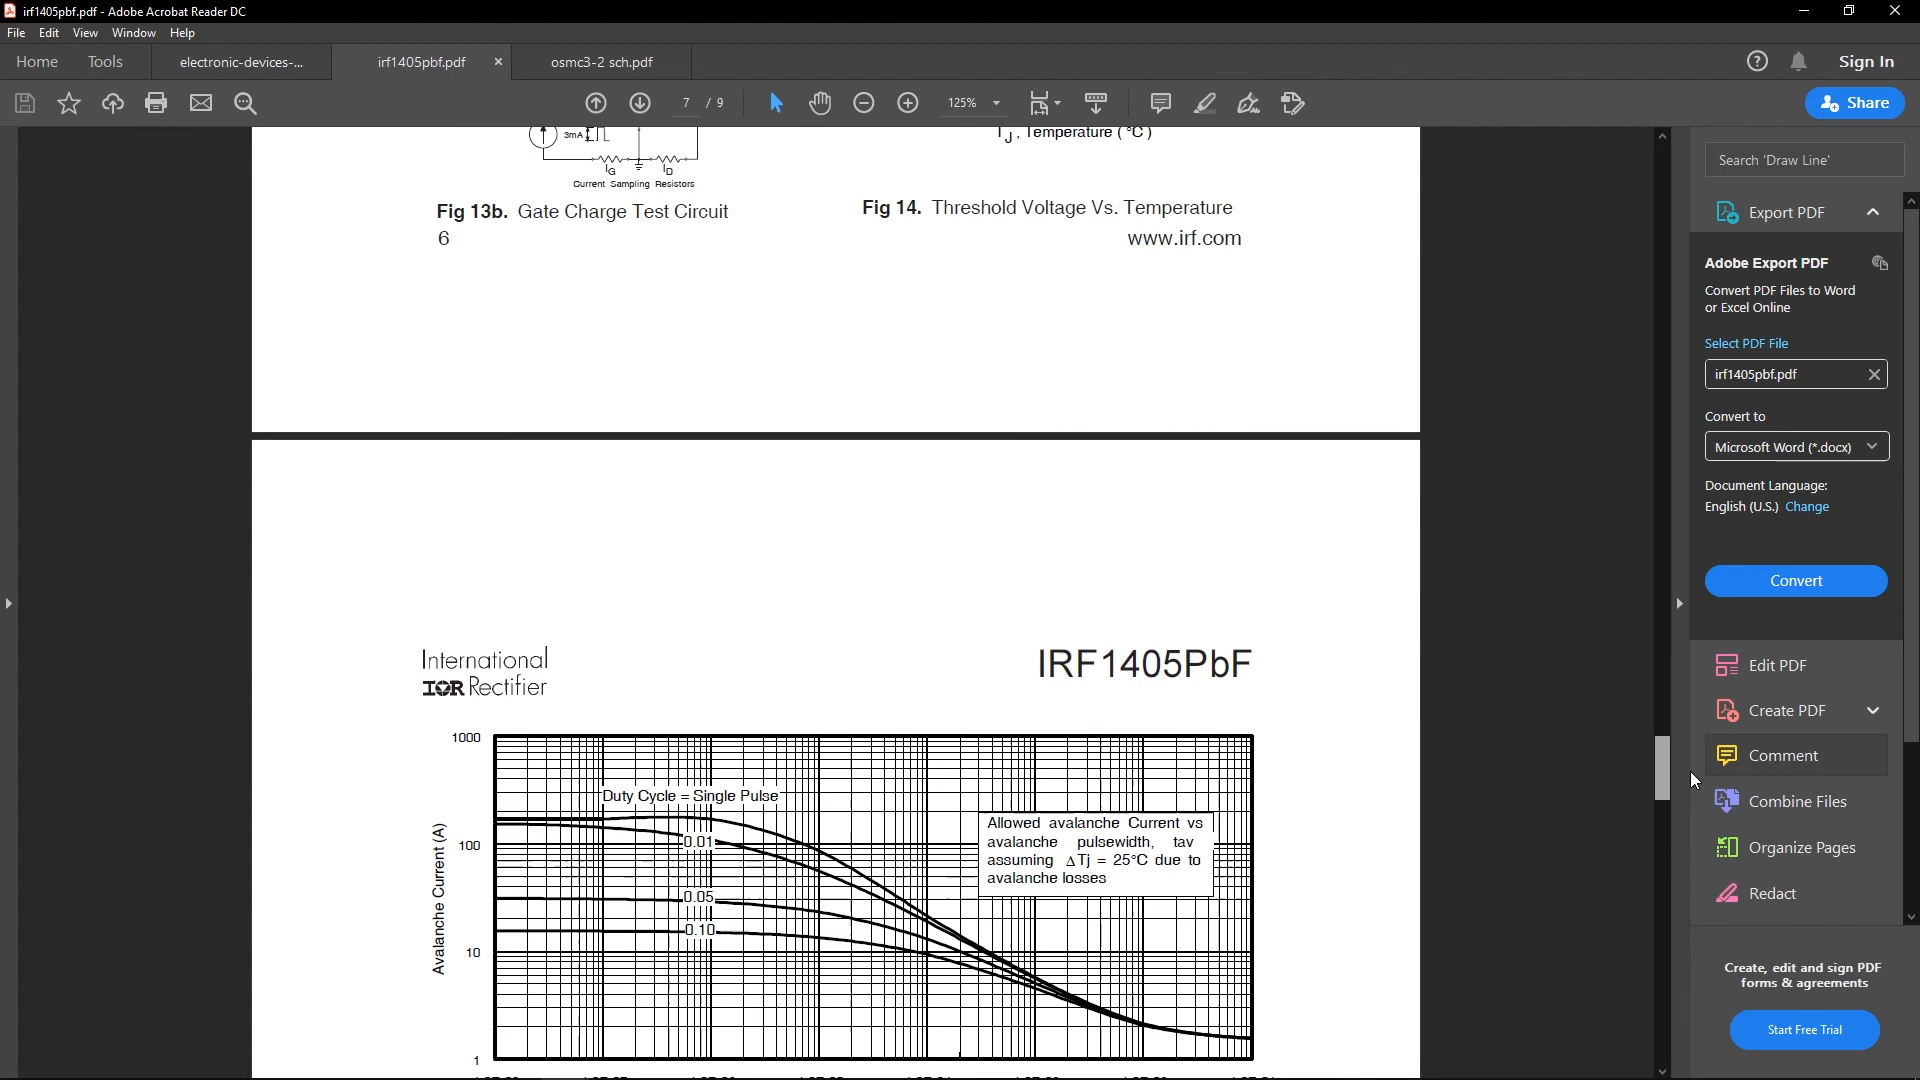 irf1405pbf.pdf - Adobe Acrobat Reader DC
File Edit View Window Help
Home Tools electronic-devices-... irf1405pbf.pdf osmc3-2 sch.pdf Sign In
7 / 9 125% Share
3mA
IG ID
Current Sampling Resistors
TJ , Temperature ( °C )
Fig 13b. Gate Charge Test Circuit
Fig 14. Threshold Voltage Vs. Temperature
6
www.irf.com
International
IOR Rectifier
IRF1405PbF
1000
100
10
1
Avalanche Current (A)
Duty Cycle = Single Pulse
0.01
0.05
0.10
Allowed avalanche Current vs
avalanche pulsewidth, tav
assuming ΔTj = 25°C due to
avalanche losses
Search 'Draw Line'
Export PDF
Adobe Export PDF
Convert PDF Files to Word
or Excel Online
Select PDF File
irf1405pbf.pdf
Convert to
Microsoft Word (*.docx)
Document Language:
English (U.S.) Change
Convert
Edit PDF
Create PDF
Comment
Combine Files
Organize Pages
Redact
Create, edit and sign PDF
forms & agreements
Start Free Trial